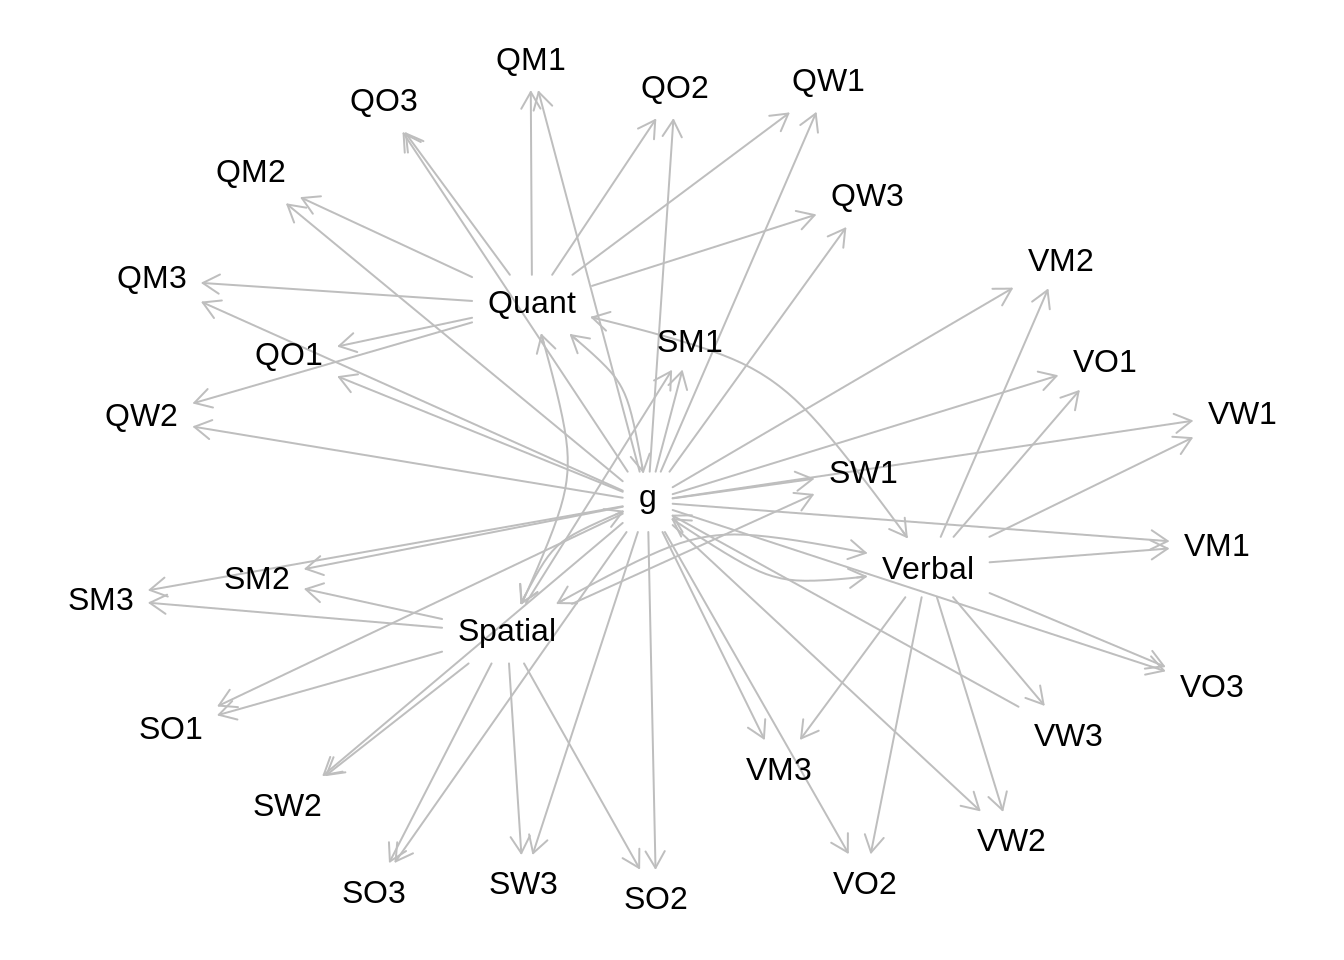 QM1
QW1
QO2
QO3
QM2
QW3
VM2
QM3
Quant
SM1
QO1
VO1
QW2
VW1
SW1
g
VM1
Verbal
SM2
SM3
Spatial
VO3
SO1
VW3
VM3
SW2
VW2
SO3
SW3
VO2
SO2